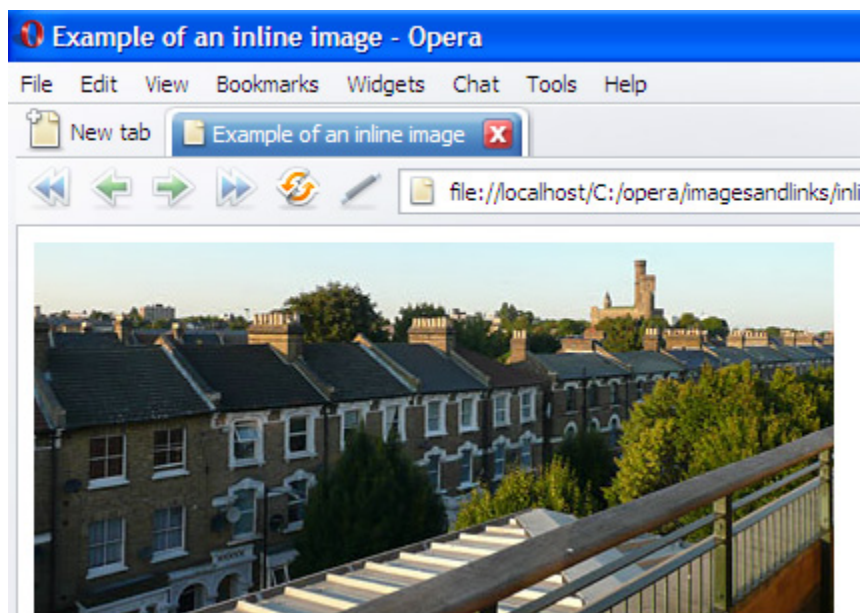 Example of an inline image - Opera
File Edit View Bookmarks Widgets Chat Tools Help
New tab Example of an inline image
file://localhost/C:/opera/imagesandlinks/inli